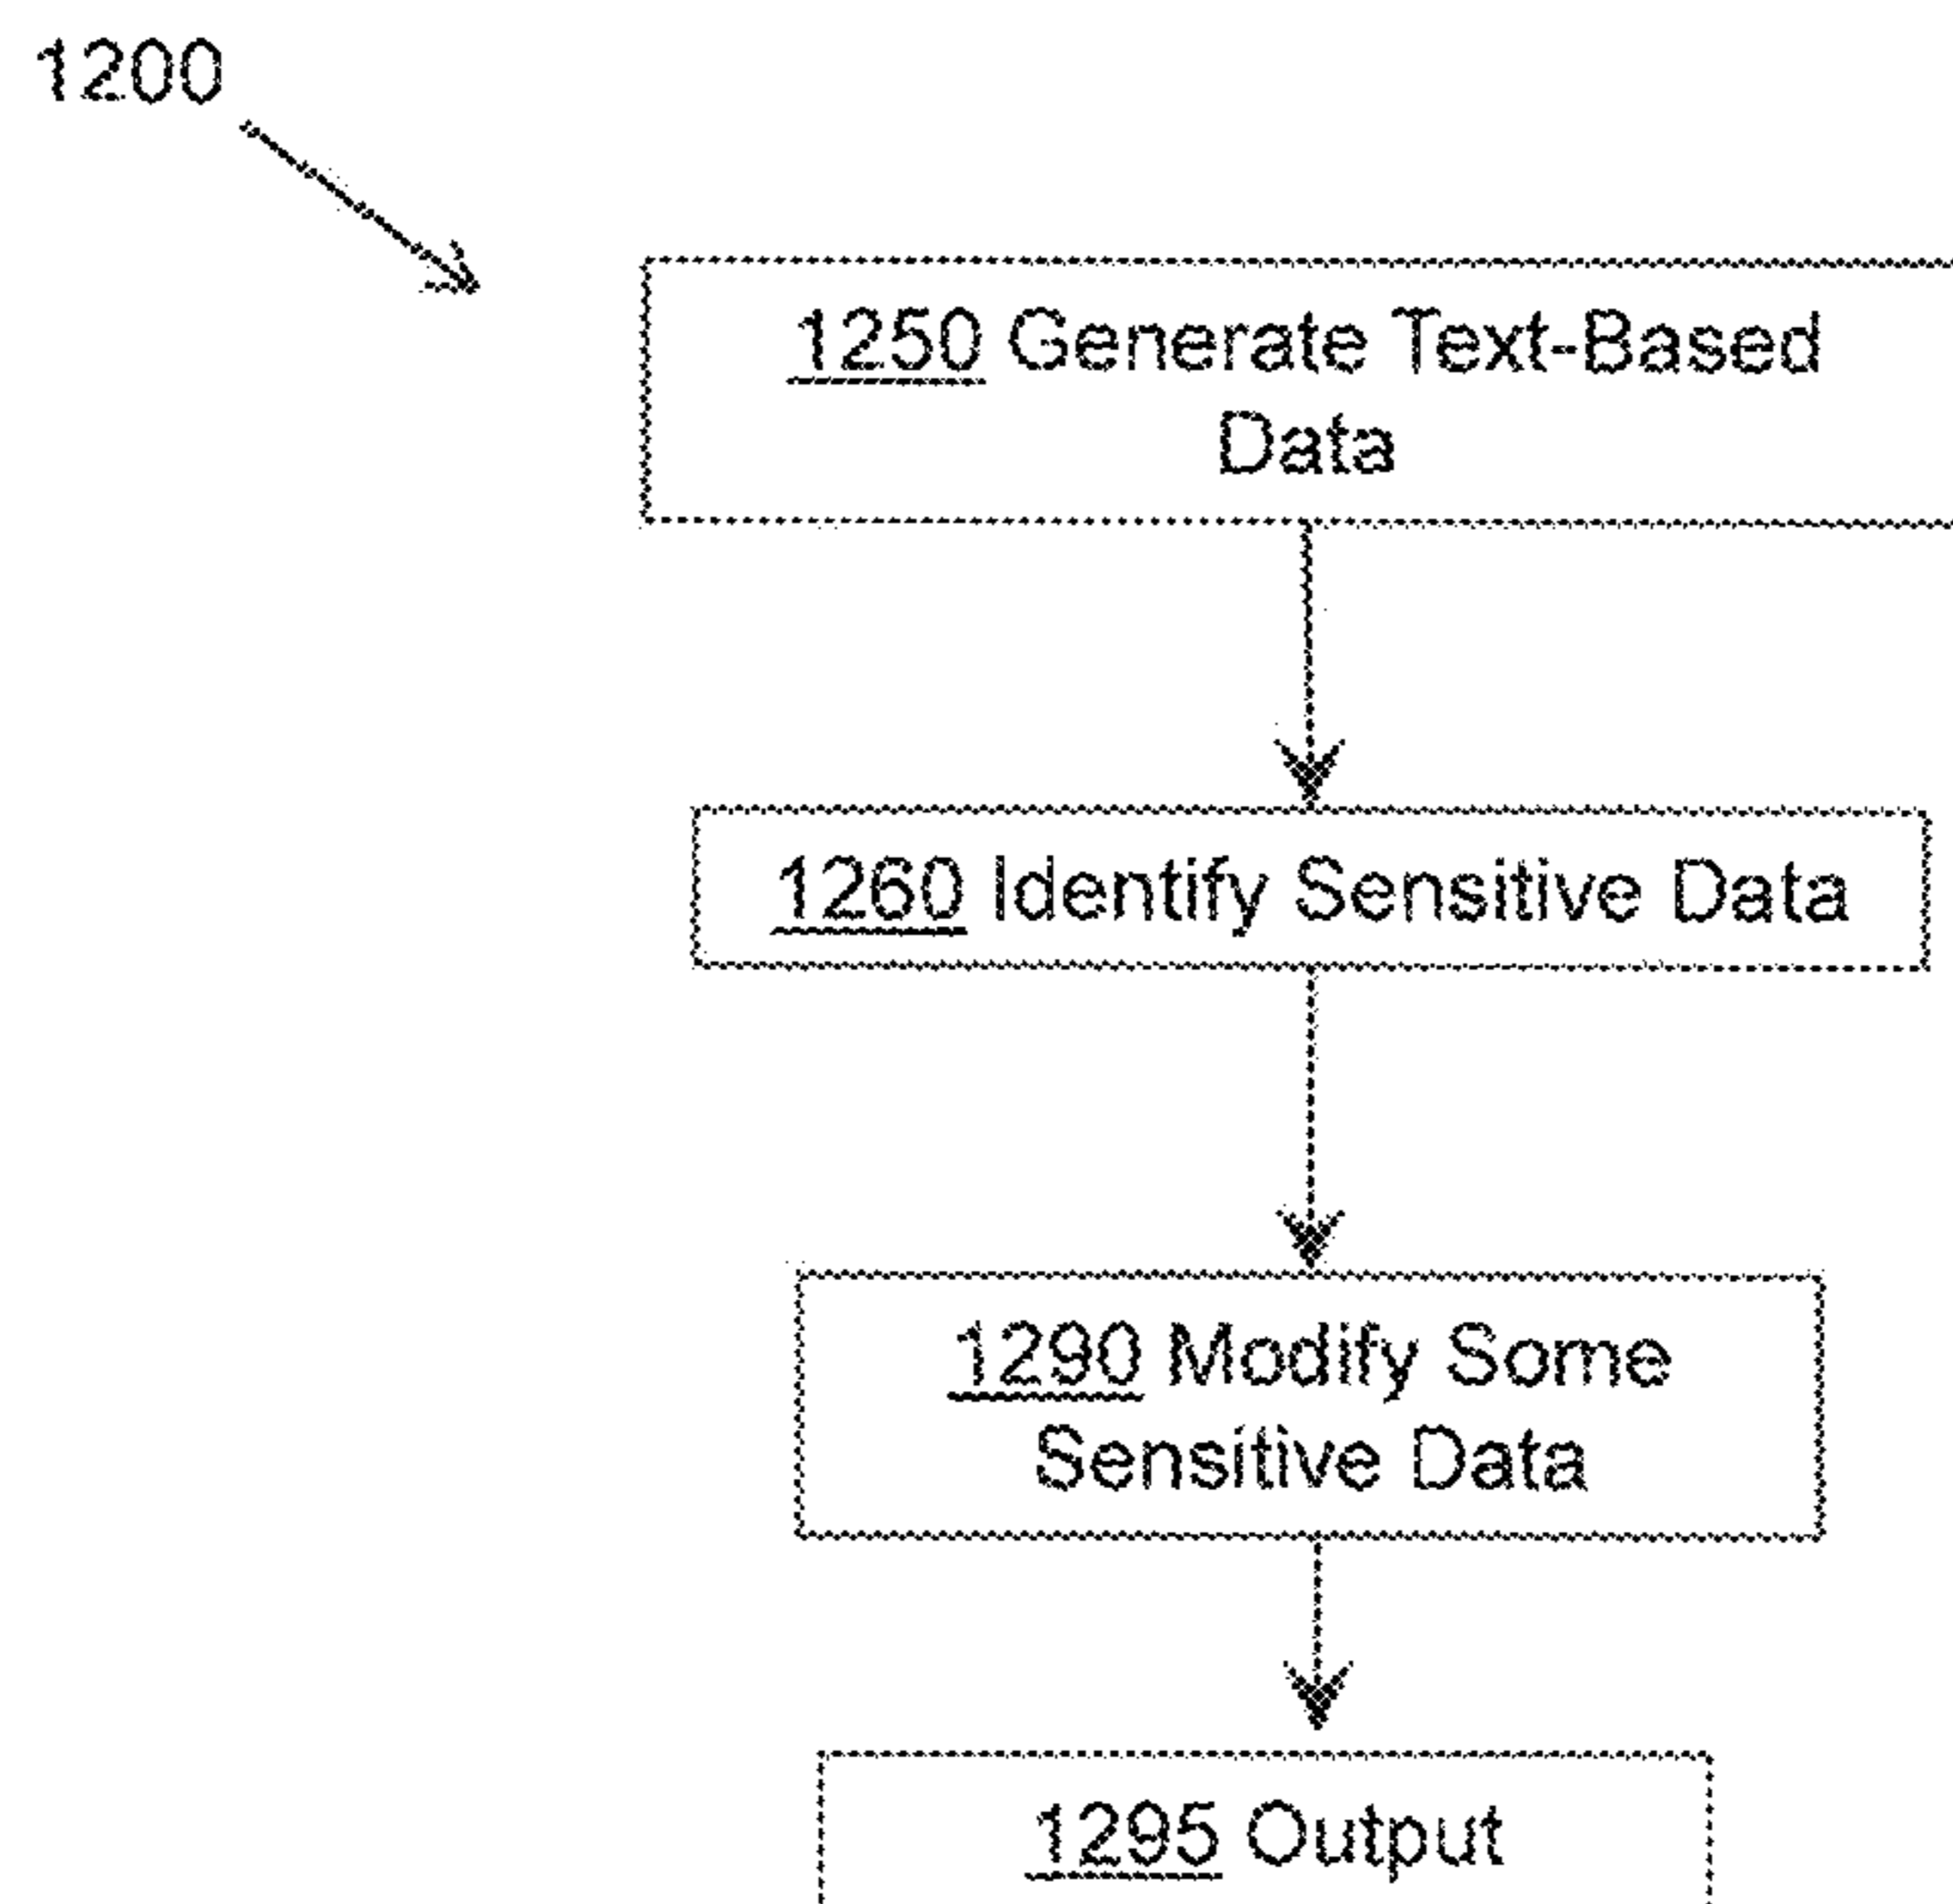 1200
1250 Generate Text-Based
Data
1260 Identify Sensitive Data
1290 Modify Some
Sensitive Data
1295 Output